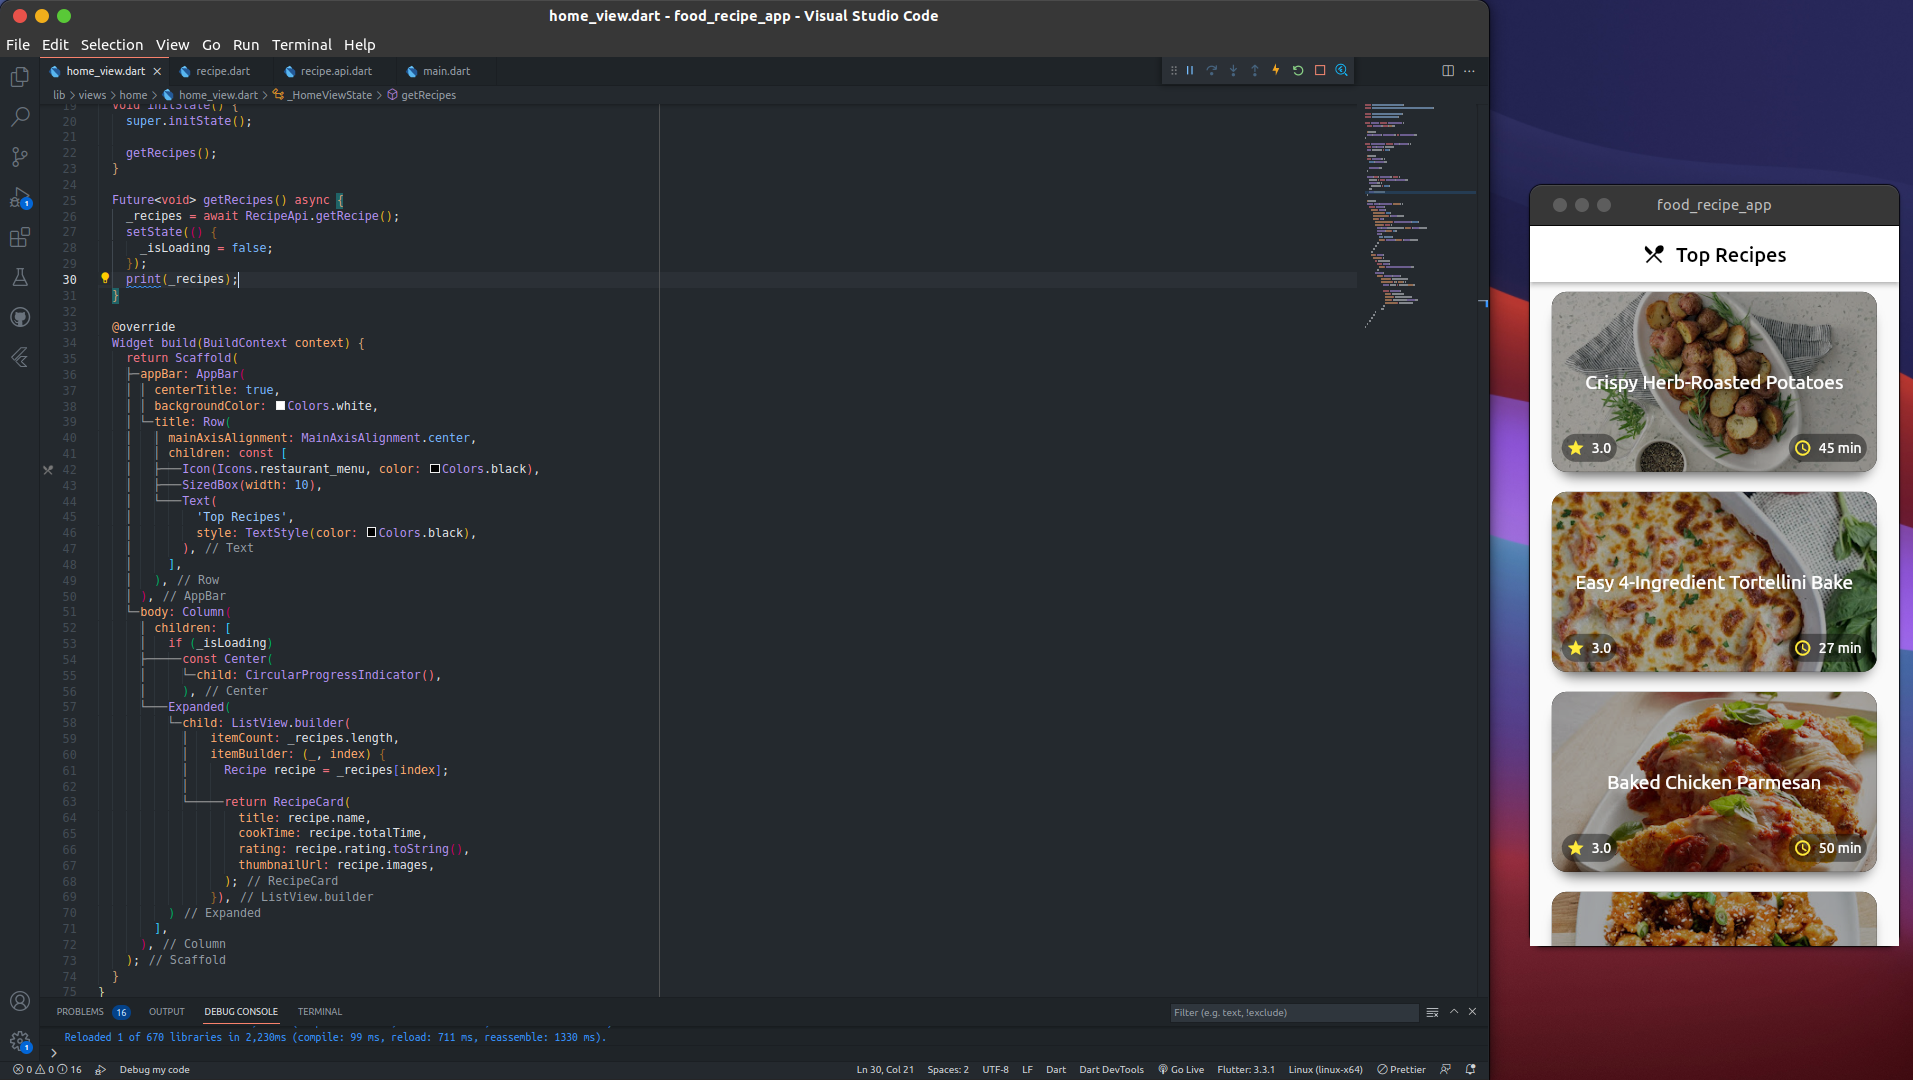 home_view.dart - food_recipe_app - Visual Studio Code
File Edit Selection View Go Run Terminal Help
home_view.dart recipe.dart recipe.api.dart main.dart
lib > views > home > home_view.dart > _HomeViewState > getRecipes
19 void initState() {
20 super.initState();
21
22 getRecipes();
23 }
24
25 Future<void> getRecipes() async {
26 _recipes = await RecipeApi.getRecipe();
27 setState(() {
28 _isLoading = false;
29 });
30 print(_recipes);
31 }
32
33 @override
34 Widget build(BuildContext context) {
35 return Scaffold(
36 appBar: AppBar(
37 centerTitle: true,
38 backgroundColor: Colors.white,
39 title: Row(
40 mainAxisAlignment: MainAxisAlignment.center,
41 children: const [
42 Icon(Icons.restaurant_menu, color: Colors.black),
43 SizedBox(width: 10),
44 Text(
45 'Top Recipes',
46 style: TextStyle(color: Colors.black),
47 ), // Text
48 ],
49 ), // Row
50 ), // AppBar
51 body: Column(
52 children: [
53 if (_isLoading)
54 const Center(
55 child: CircularProgressIndicator(),
56 ), // Center
57 Expanded(
58 child: ListView.builder(
59 itemCount: _recipes.length,
60 itemBuilder: (_, index) {
61 Recipe recipe = _recipes[index];
62
63 return RecipeCard(
64 title: recipe.name,
65 cookTime: recipe.totalTime,
66 rating: recipe.rating.toString(),
67 thumbnailUrl: recipe.images,
68 ); // RecipeCard
69 }), // ListView.builder
70 ) // Expanded
71 ],
72 ), // Column
73 ); // Scaffold
74 }
75 }
PROBLEMS 16 OUTPUT DEBUG CONSOLE TERMINAL
Filter (e.g. text, !exclude)
Reloaded 1 of 670 libraries in 2,230ms (compile: 99 ms, reload: 711 ms, reassemble: 1330 ms).
>
0 0 16 Debug my code
Ln 30, Col 21 Spaces: 2 UTF-8 LF Dart Dart DevTools Go Live Flutter: 3.3.1 Linux (linux-x64) Prettier
1
1
food_recipe_app
Top Recipes
Crispy Herb-Roasted Potatoes
3.0 45 min
Easy 4-Ingredient Tortellini Bake
3.0 27 min
Baked Chicken Parmesan
3.0 50 min